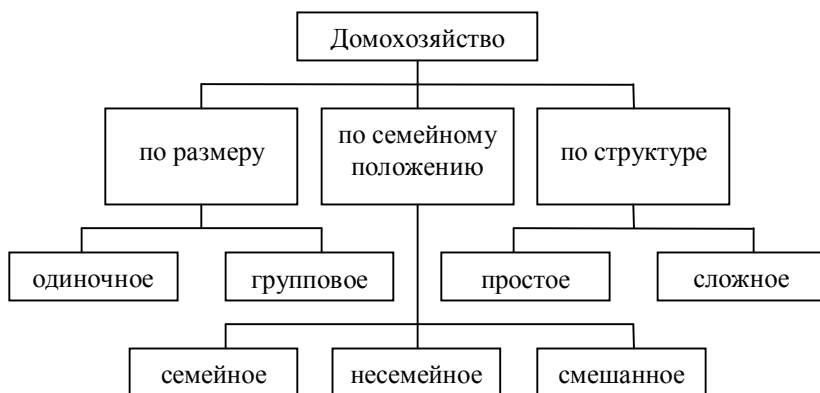 Домохозяйство
по размеру
по семейному
положению
по структуре
одиночное
групповое
простое
сложное
семейное
несемейное
смешанное